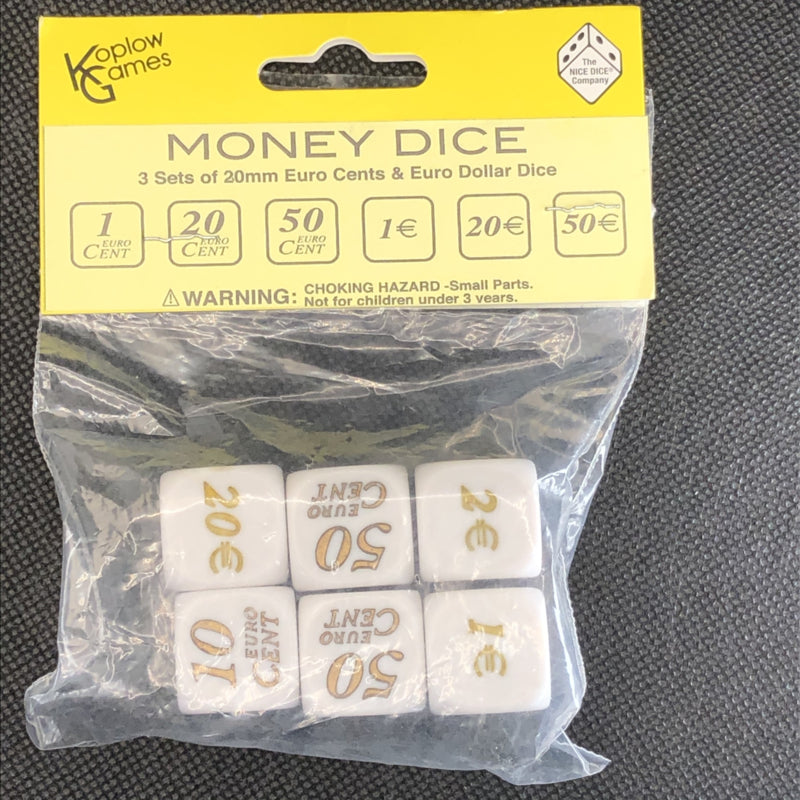 Koplow
Games
The
NICE DICE®
Company
MONEY DICE
3 Sets of 20mm Euro Cents & Euro Dollar Dice
1
EURO
CENT
20
EURO
CENT
50
EURO
CENT
1€
20€
50€
⚠WARNING: CHOKING HAZARD -Small Parts.
Not for children under 3 years.
20€
50
EURO
CENT
2€
10
EURO
CENT
50
EURO
CENT
1€